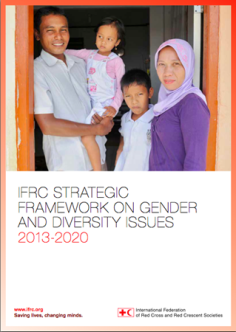 IFRC STRATEGIC
FRAMEWORK ON GENDER
AND DIVERSITY ISSUES
2013-2020
www.ifrc.org
Saving lives, changing minds.
International Federation
of Red Cross and Red Crescent Societies